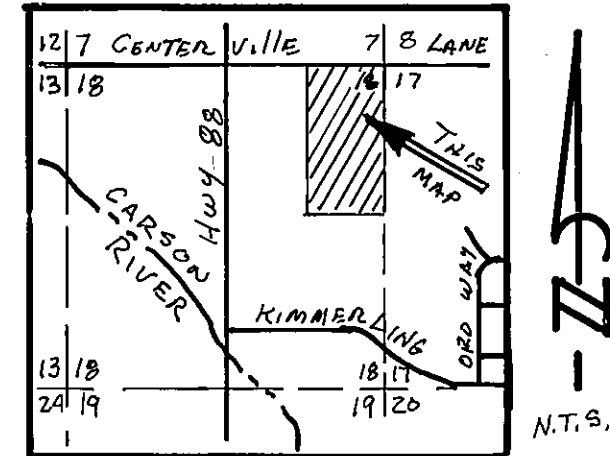 12 7 CENTERVILLE 7 8 LANE
13 18 18 17
THIS
MAP
HWY-88
CARSON
RIVER
ORD WAY
KIMMERLING
13 18 18 17
24 19 19 20
N
N.T.S.